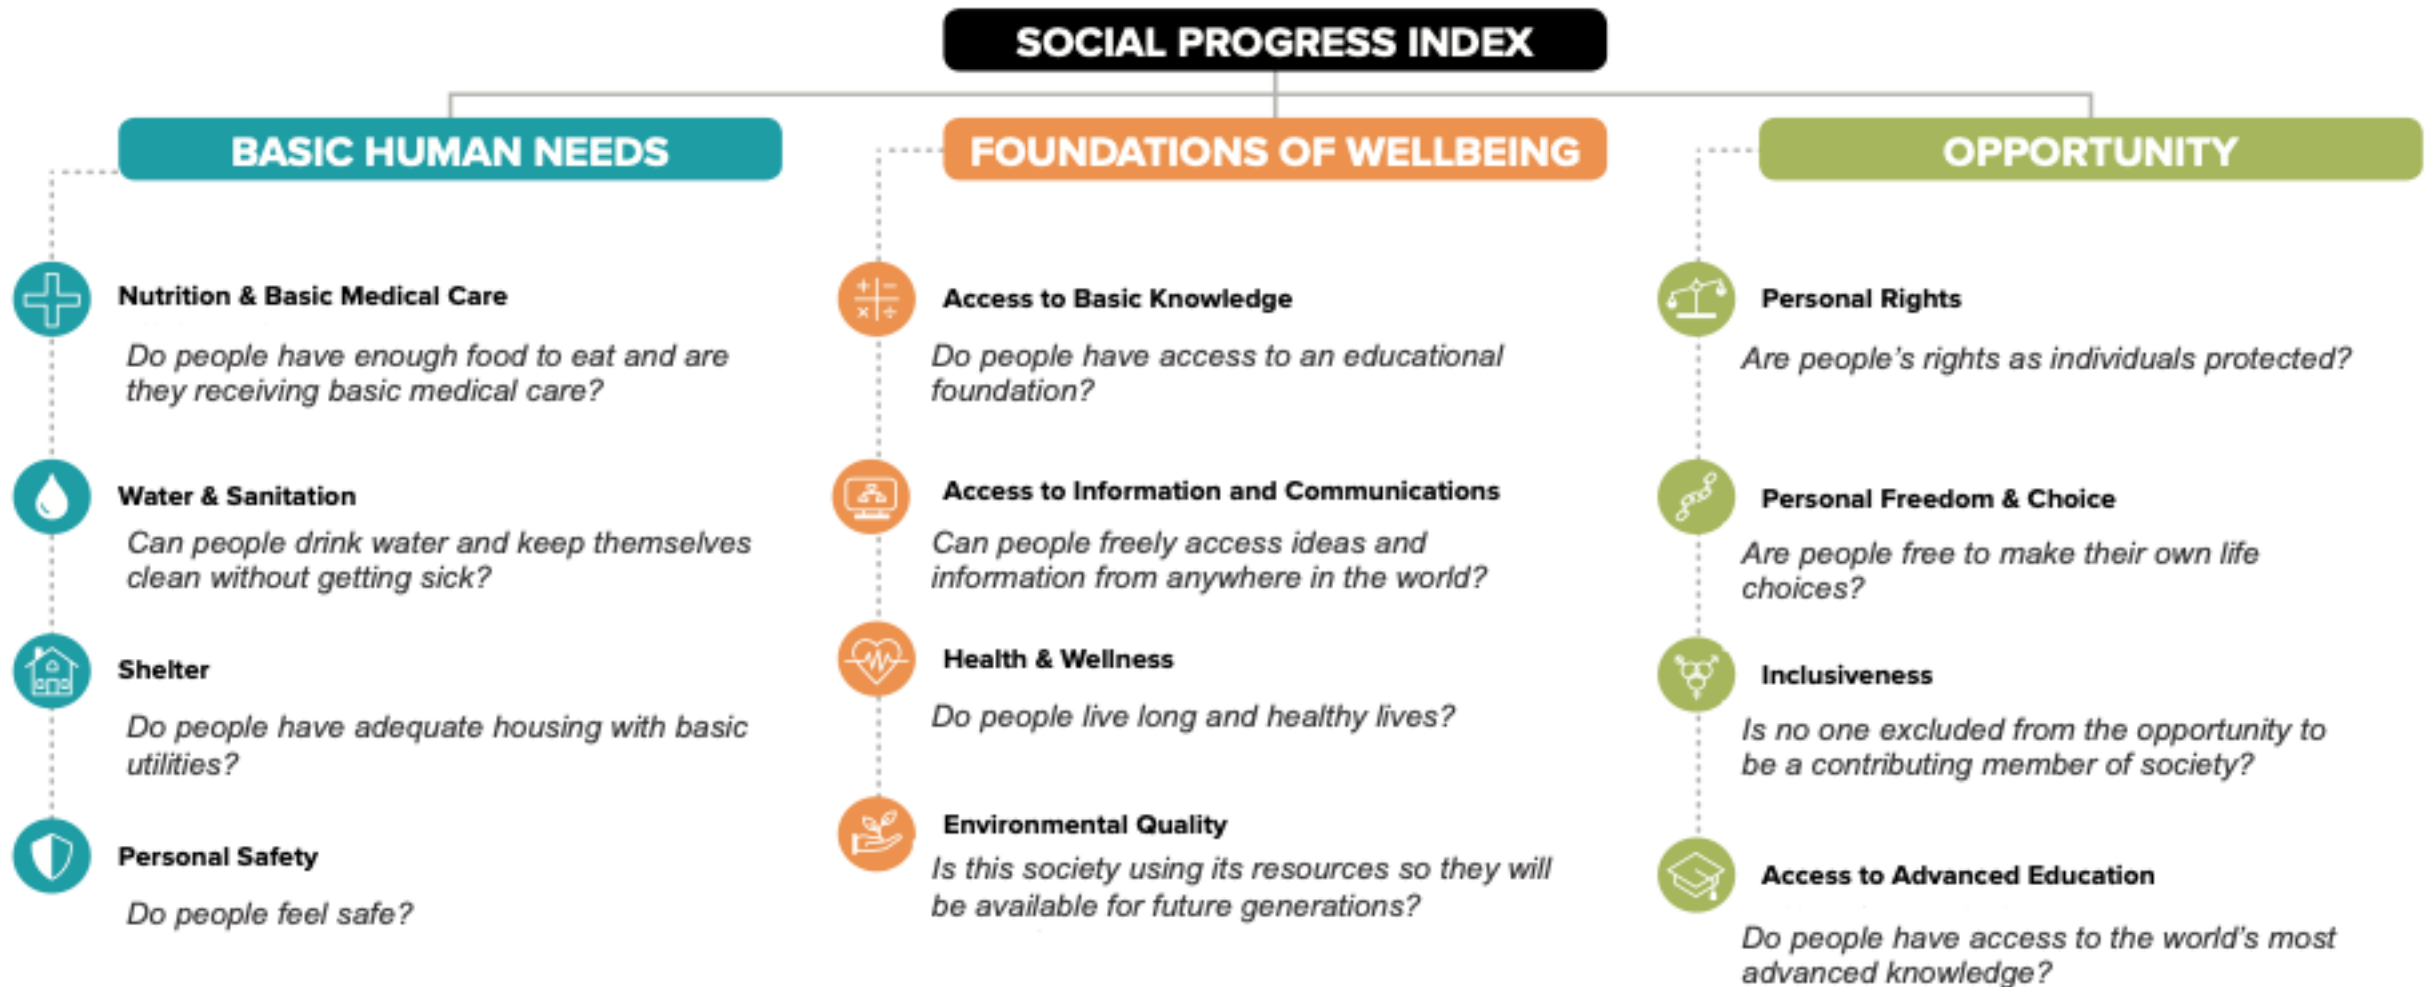 SOCIAL PROGRESS INDEX
BASIC HUMAN NEEDS
Nutrition & Basic Medical Care
Do people have enough food to eat and are
they receiving basic medical care?
Water & Sanitation
Can people drink water and keep themselves
clean without getting sick?
Shelter
Do people have adequate housing with basic
utilities?
Personal Safety
Do people feel safe?
FOUNDATIONS OF WELLBEING
Access to Basic Knowledge
Do people have access to an educational
foundation?
Access to Information and Communications
Can people freely access ideas and
information from anywhere in the world?
Health & Wellness
Do people live long and healthy lives?
Environmental Quality
Is this society using its resources so they will
be available for future generations?
OPPORTUNITY
Personal Rights
Are people's rights as individuals protected?
Personal Freedom & Choice
Are people free to make their own life
choices?
Inclusiveness
Is no one excluded from the opportunity to
be a contributing member of society?
Access to Advanced Education
Do people have access to the world's most
advanced knowledge?